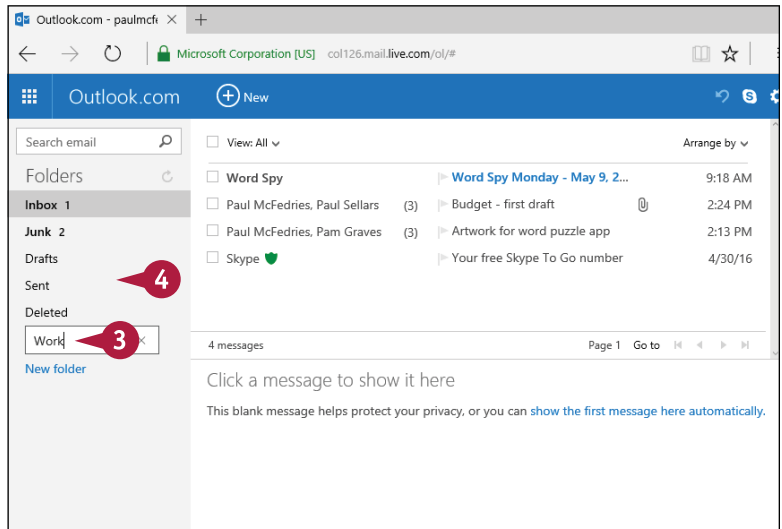 Outlook.com - paulmcf
Microsoft Corporation [US] col126.mail.live.com/ol/#
Outlook.com New
Search email
View: All
Arrange by
Folders
Inbox 1
Junk 2
Drafts
Sent
Deleted
Work
New folder
Word Spy Word Spy Monday - May 9, 2... 9:18 AM
Paul McFedries, Paul Sellars (3) Budget - first draft 2:24 PM
Paul McFedries, Pam Graves (3) Artwork for word puzzle app 2:13 PM
Skype Your free Skype To Go number 4/30/16
4
3
4 messages Page 1 Go to
Click a message to show it here
This blank message helps protect your privacy, or you can show the first message here automatically.